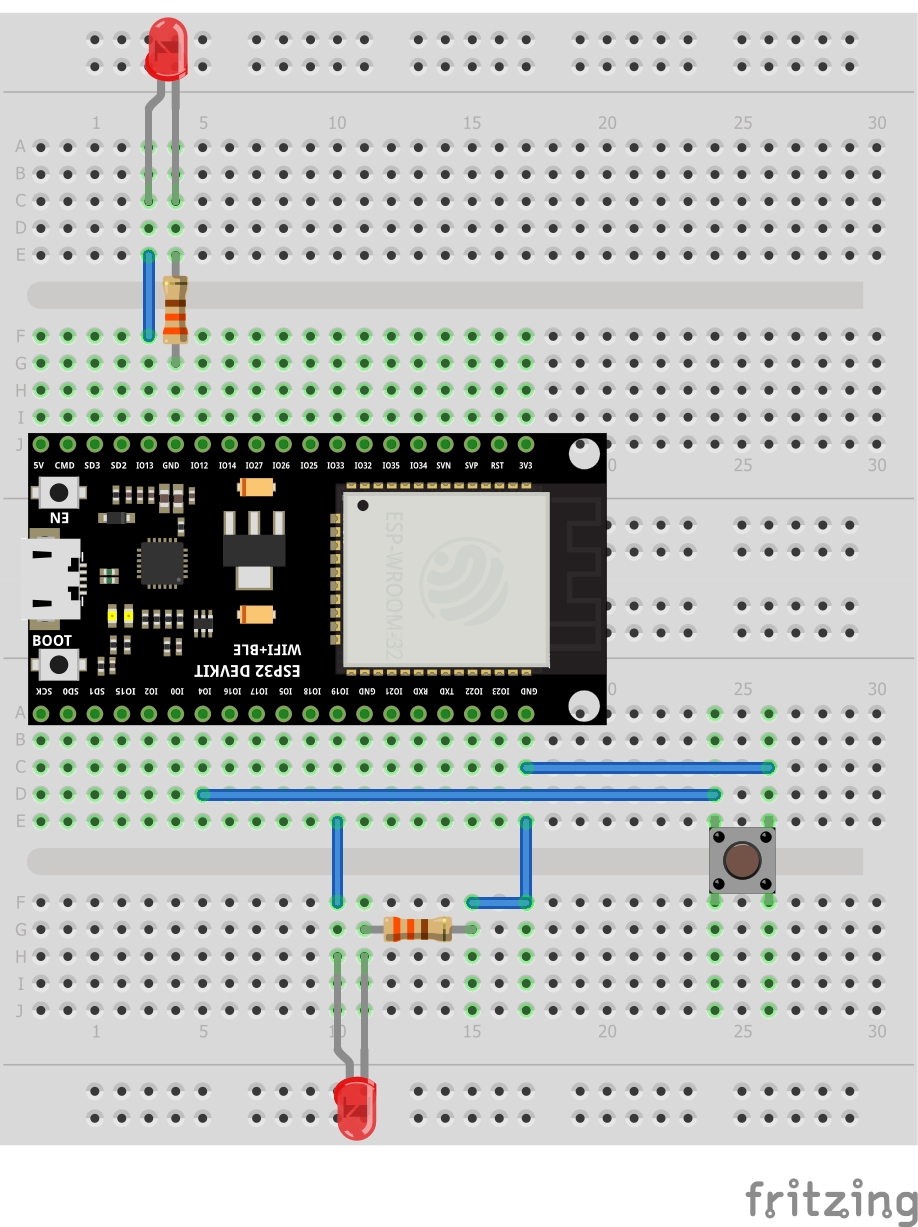 1 5 10 15 20 25 30
A
B
C
D
E
F
G
H
I
J
5V CMD SD3 SD2 IO13 GND IO12 IO14 IO27 IO26 IO25 IO33 IO32 IO35 IO34 SVN SVP RST 3V3
0 25 30
EN
ESP-WROOM-32
BOOT
WIFI+BLE
ESP32 DEVKIT
SCK SD0 SD1 IO15 IO2 IO0 IO4 IO16 IO17 IO5 IO18 IO19 GND IO21 RXD TXD IO22 IO23 GND
0 25 30
A
B
C
D
E
F
G
H
I
J
1 5 10 15 20 25 30
fritzing